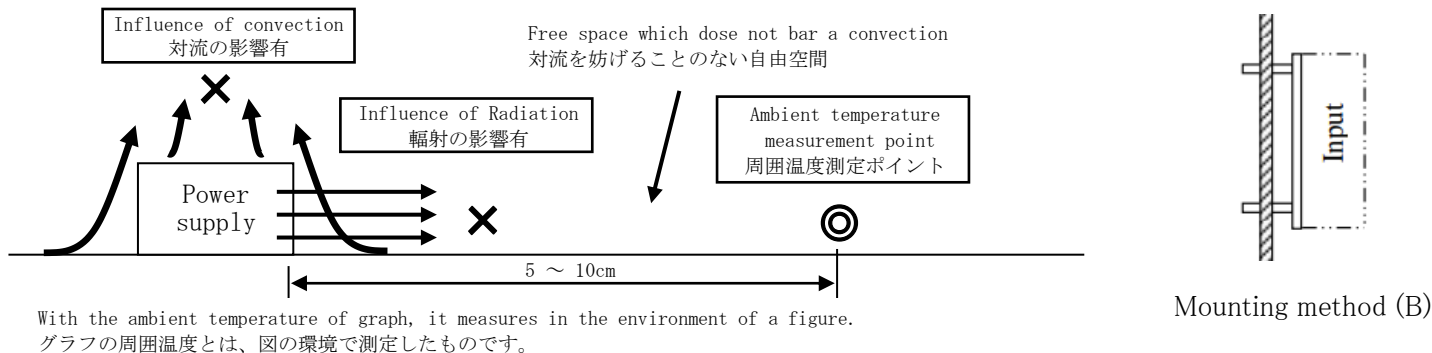 Influence of convection
対流の影響有
Free space which dose not bar a convection
対流を妨げることのない自由空間
Influence of Radiation
輻射の影響有
Ambient temperature
measurement point
周囲温度測定ポイント
Power
supply
5 ～ 10cm
With the ambient temperature of graph, it measures in the environment of a figure.
グラフの周囲温度とは、図の環境で測定したものです。
Input
Mounting method (B)